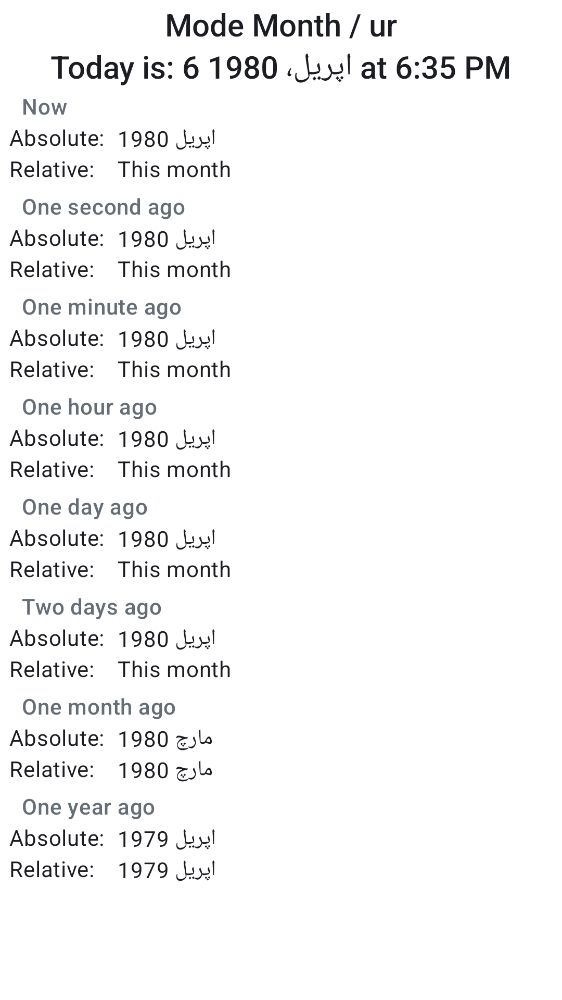 Mode Month / ur
Today is: 6 اپریل، 1980 at 6:35 PM
Now
Absolute: اپریل 1980
Relative: This month
One second ago
Absolute: اپریل 1980
Relative: This month
One minute ago
Absolute: اپریل 1980
Relative: This month
One hour ago
Absolute: اپریل 1980
Relative: This month
One day ago
Absolute: اپریل 1980
Relative: This month
Two days ago
Absolute: اپریل 1980
Relative: This month
One month ago
Absolute: مارچ 1980
Relative: مارچ 1980
One year ago
Absolute: اپریل 1979
Relative: اپریل 1979